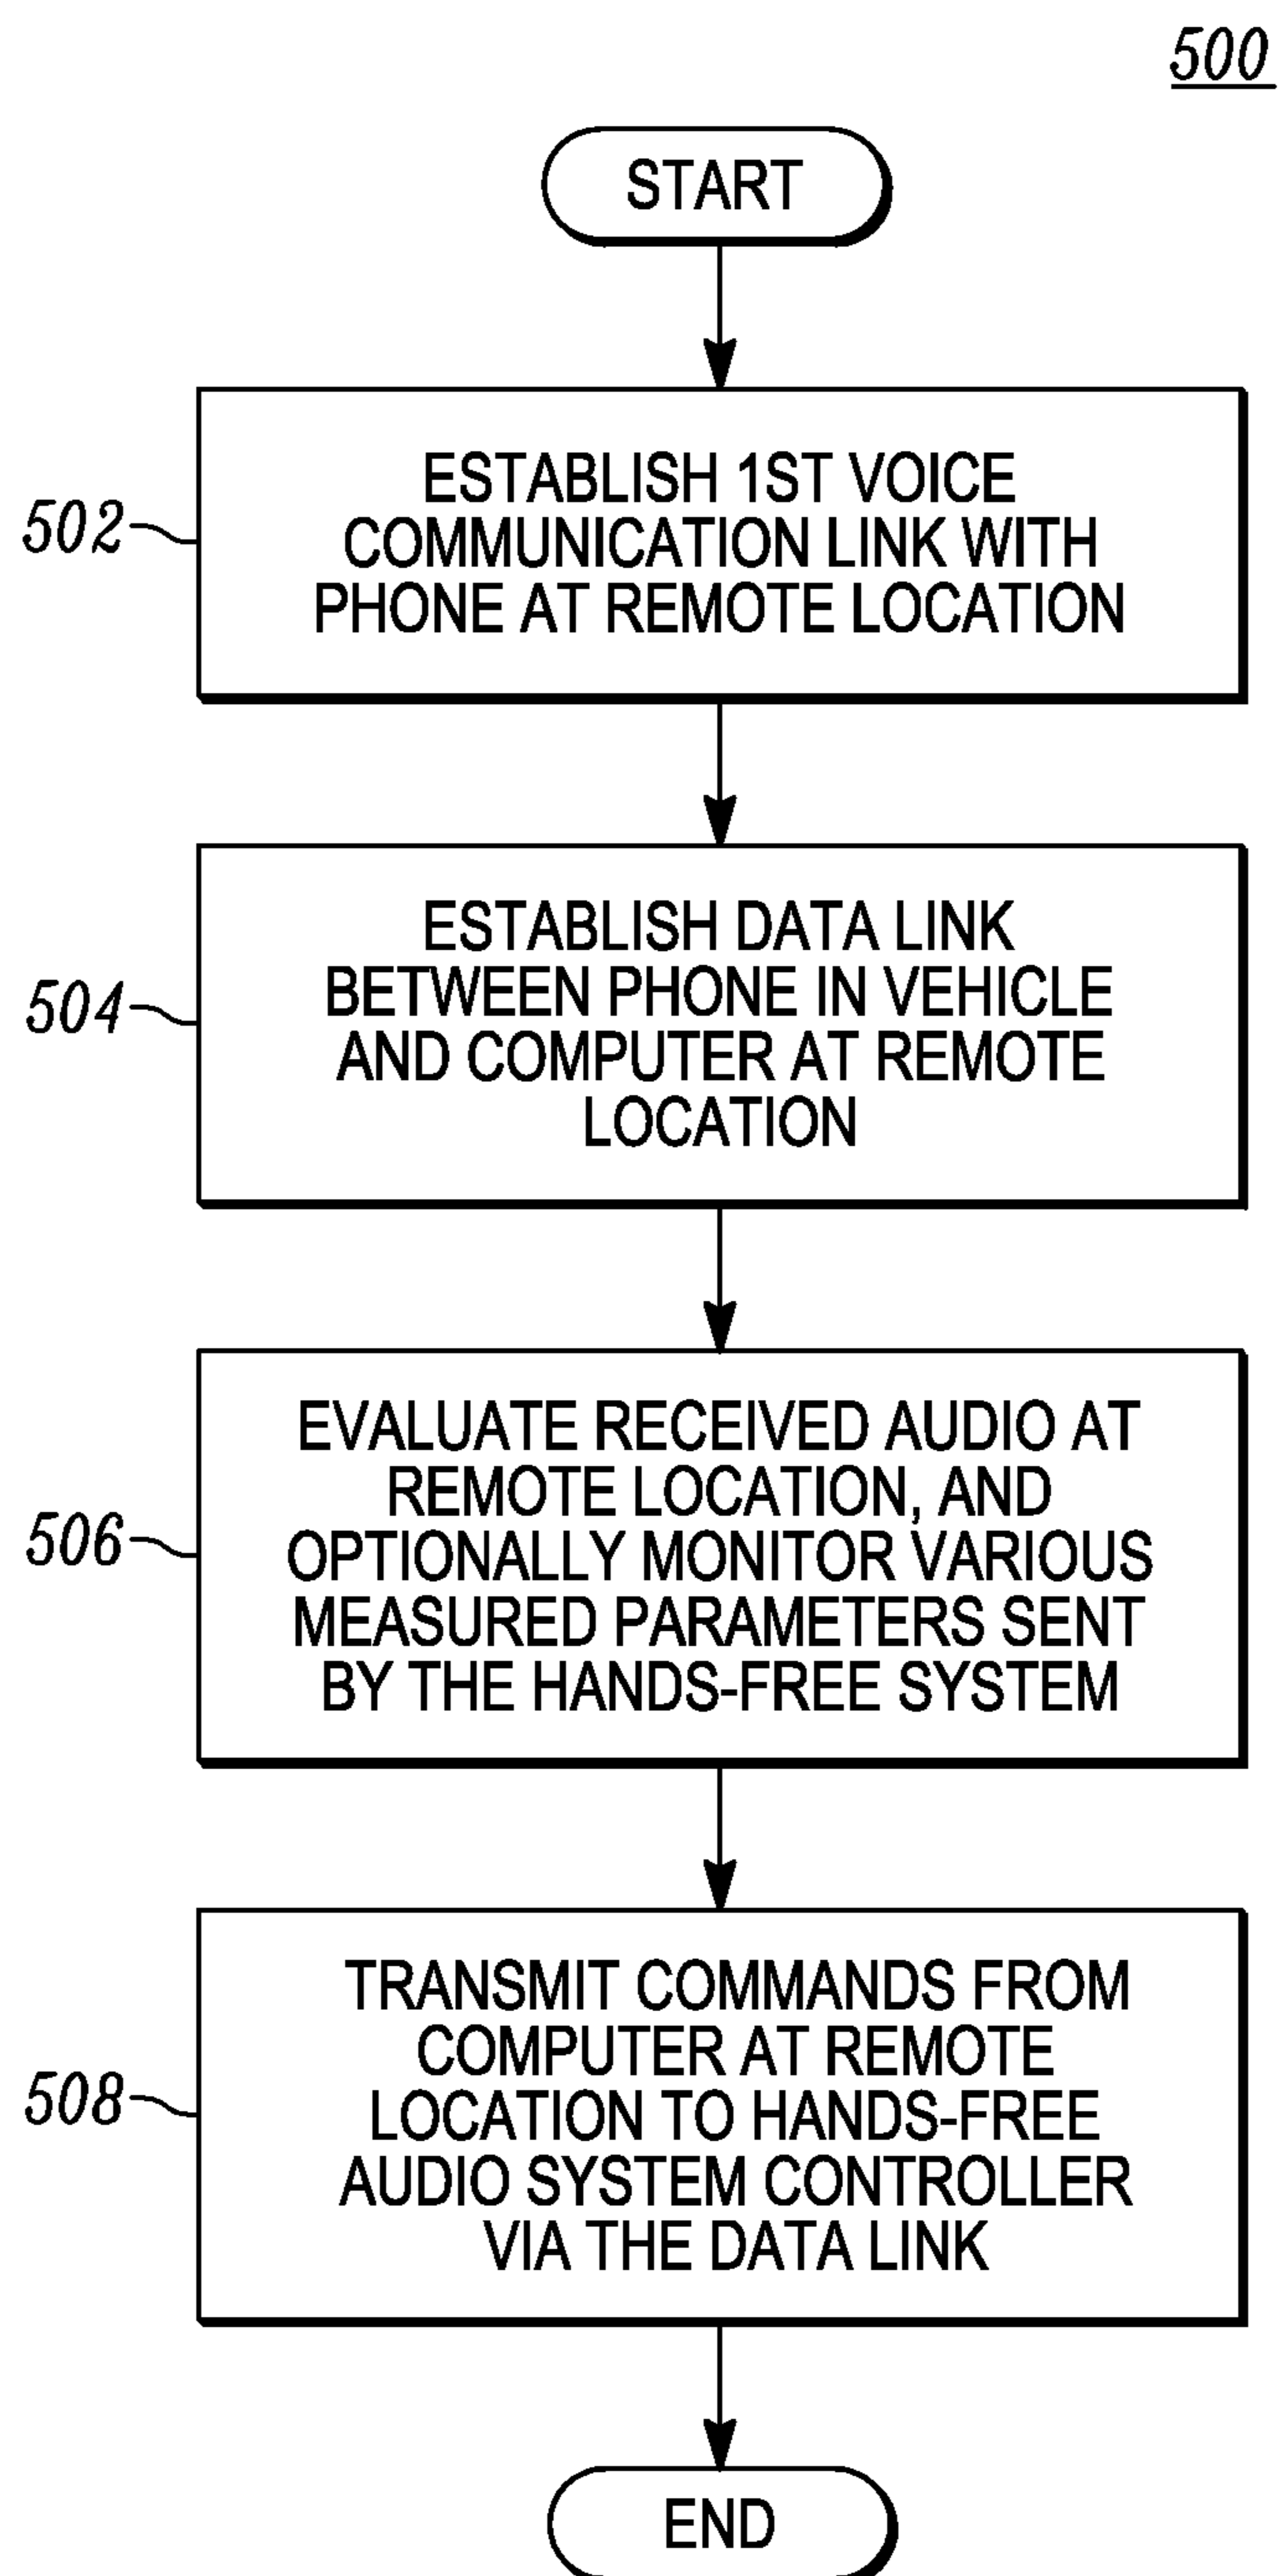 500
START
502
ESTABLISH 1ST VOICE
COMMUNICATION LINK WITH
PHONE AT REMOTE LOCATION
504
ESTABLISH DATA LINK
BETWEEN PHONE IN VEHICLE
AND COMPUTER AT REMOTE
LOCATION
506
EVALUATE RECEIVED AUDIO AT
REMOTE LOCATION, AND
OPTIONALLY MONITOR VARIOUS
MEASURED PARAMETERS SENT
BY THE HANDS-FREE SYSTEM
508
TRANSMIT COMMANDS FROM
COMPUTER AT REMOTE
LOCATION TO HANDS-FREE
AUDIO SYSTEM CONTROLLER
VIA THE DATA LINK
END